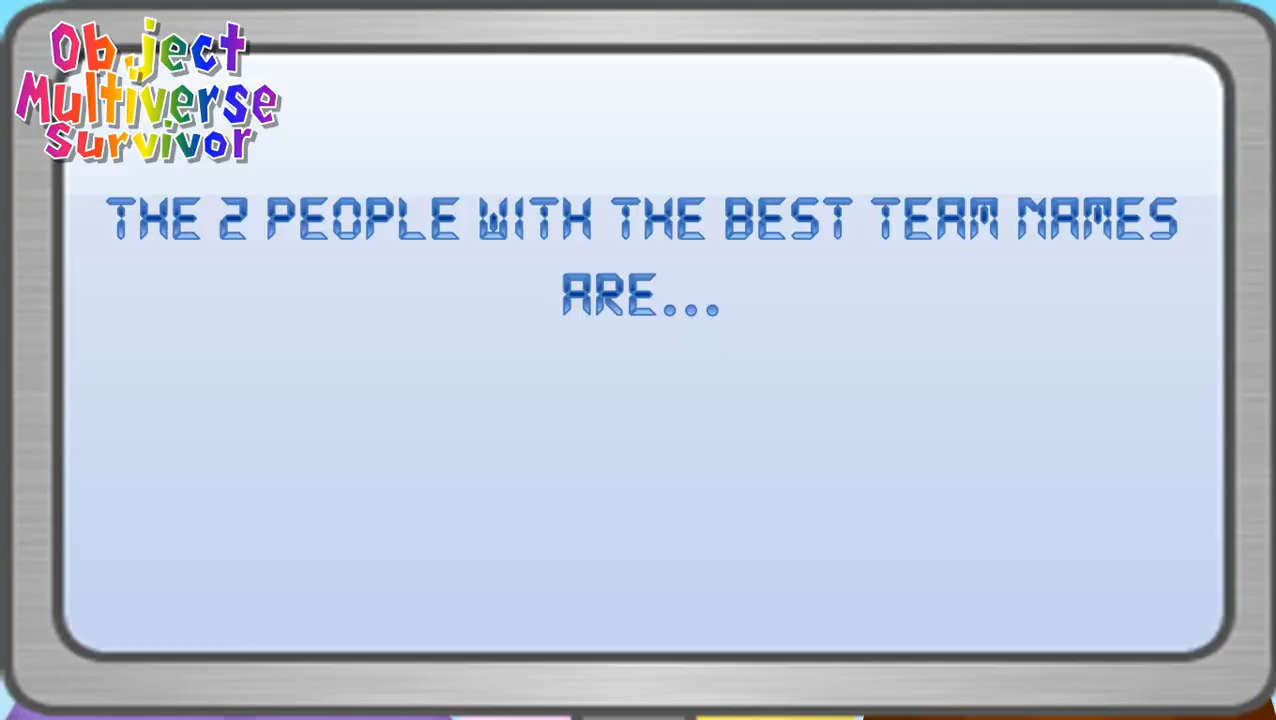 Object
Multiverse
Survivor
THE 2 PEOPLE WITH THE BEST TEAM NAMES
ARE...